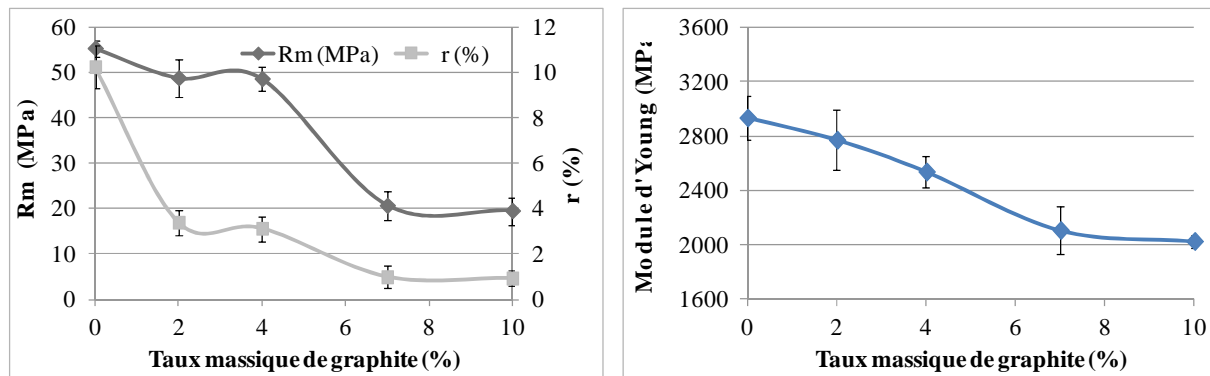 60
50
40
30
20
10
0
Rm (MPa)
Rm (MPa)
r (%)
12
10
8
6
4
2
0
r (%)
0 2 4 6 8 10
Taux massique de graphite (%)
3600
3200
2800
2400
2000
1600
Module d'Young (MPa
0 2 4 6 8 10
Taux massique de graphite (%)